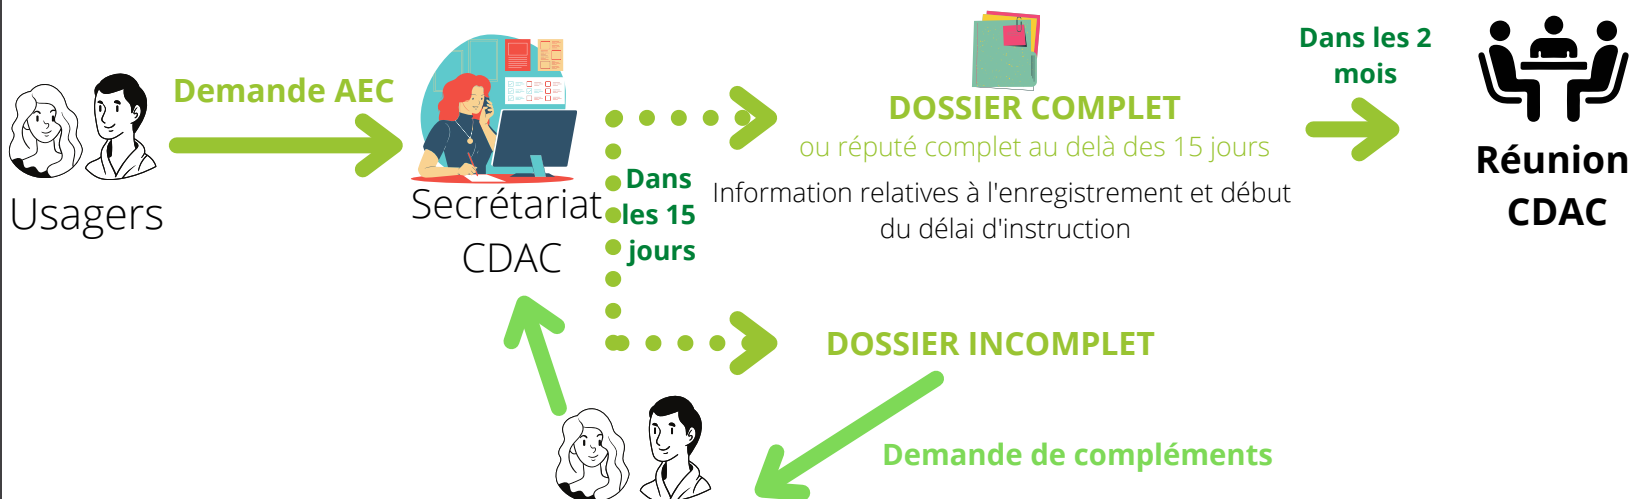 Demande AEC
Usagers
Secrétariat
CDAC
Dans
les 15
jours
DOSSIER COMPLET
ou réputé complet au delà des 15 jours
Information relatives à l'enregistrement et début
du délai d'instruction
Dans les 2
mois
Réunion
CDAC
DOSSIER INCOMPLET
Demande de compléments